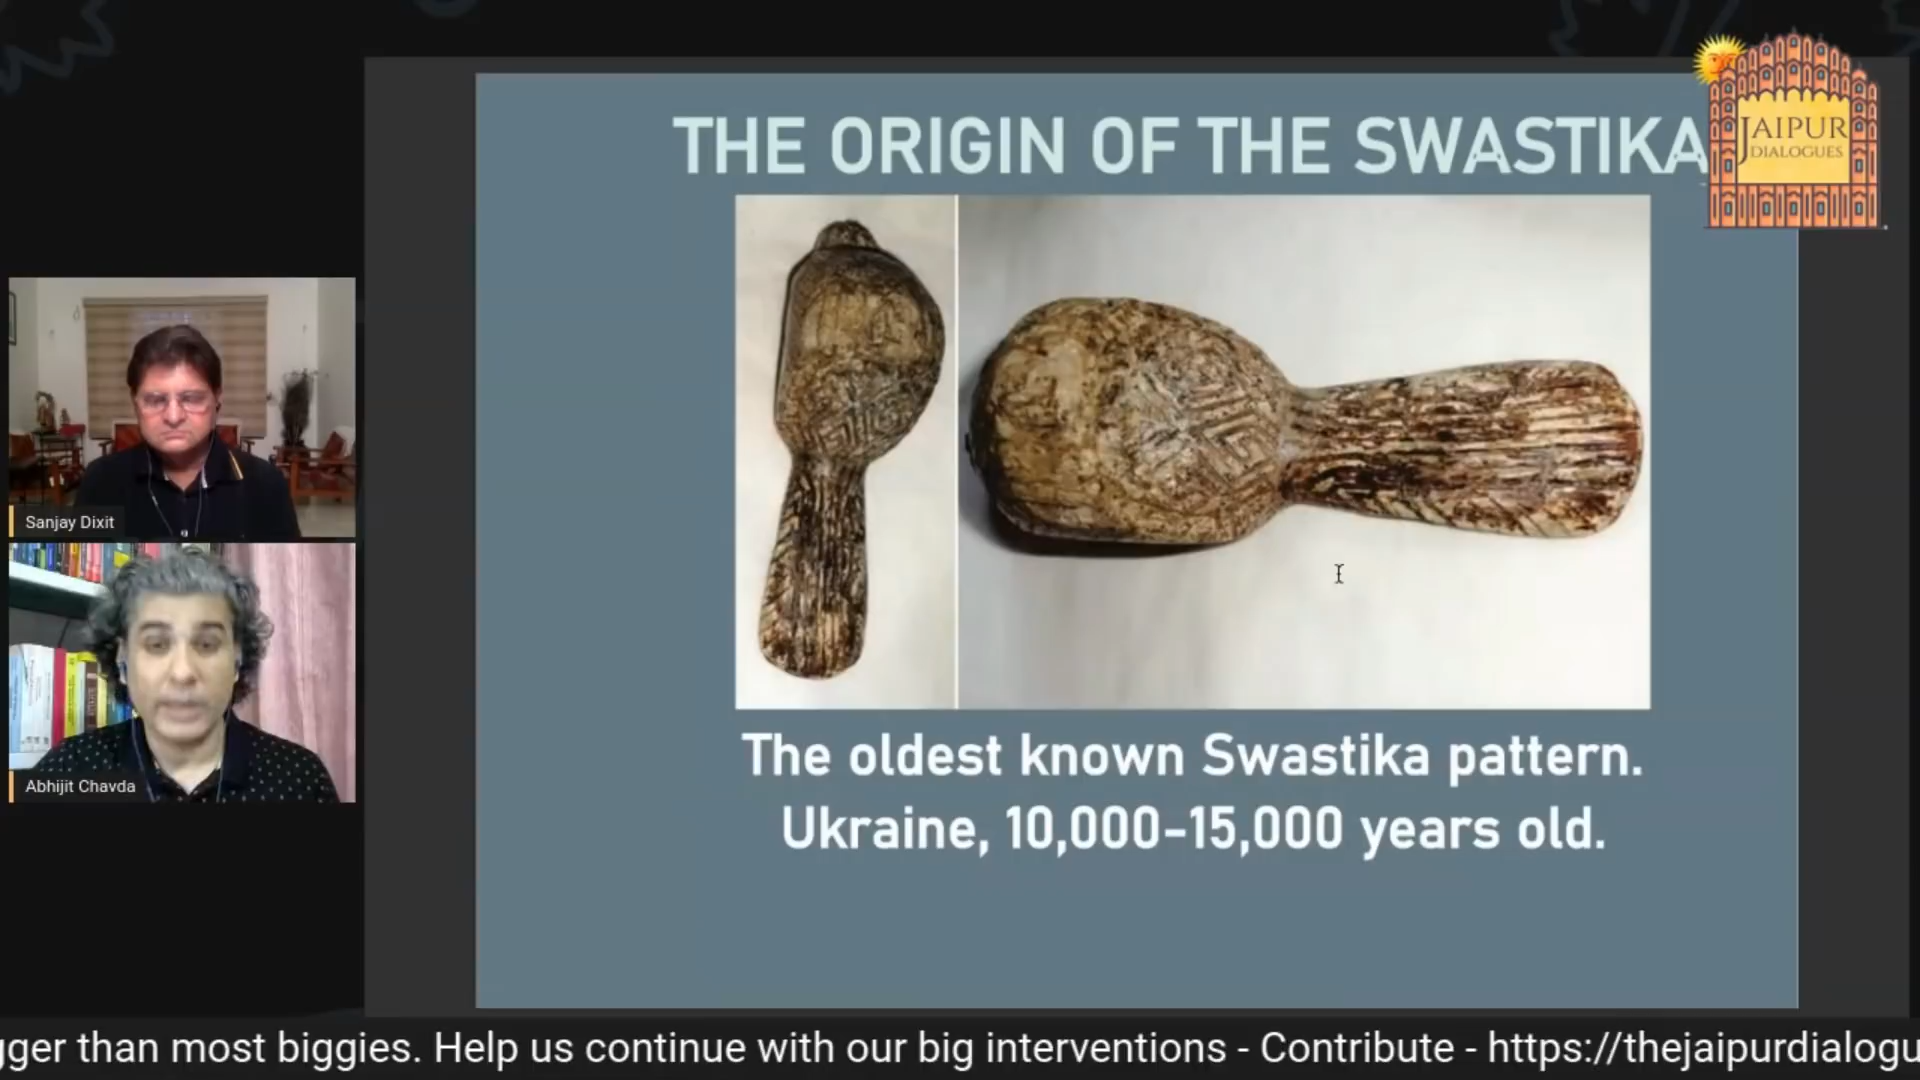 THE ORIGIN OF THE SWASTIKA
JAIPUR
DIALOGUES
Sanjay Dixit
Abhijit Chavda
The oldest known Swastika pattern.
Ukraine, 10,000-15,000 years old.
than most biggies. Help us continue with our big interventions - Contribute - https://thejaipurdialogu